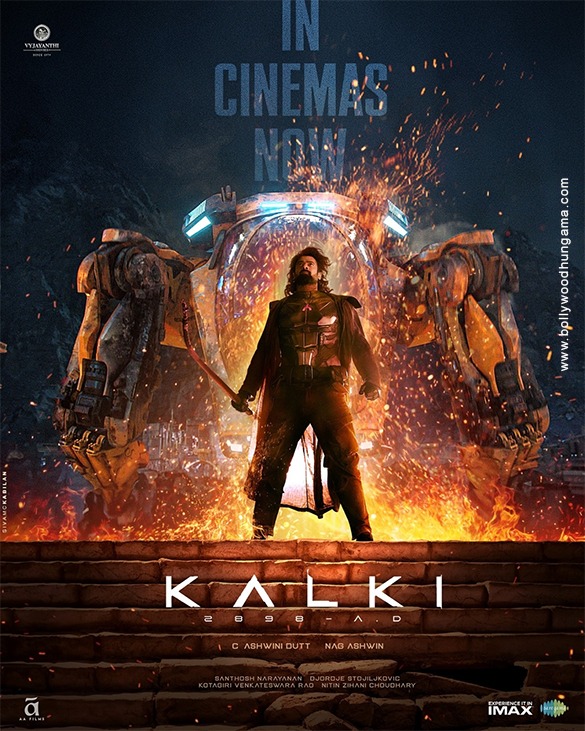 VYJAYANTHI
IN
CINEMAS
NOW
www.bollywoodhungama.com
SIVAMCKABILAN
KALKI
2898-A.D
C ASHWINI DUTT NAG ASHWIN
SANTHOSH NARAYANAN DJORDJE STOJILJKOVIC
KOTAGIRI VENKATESWARA RAO NITIN ZIHANI CHOUDHARY
ā
AA FILMS
EXPERIENCE IT IN
IMAX